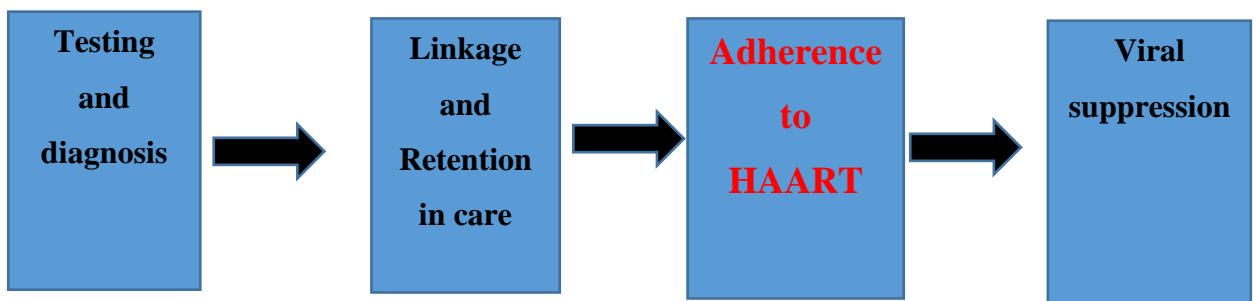 Testing
and
diagnosis
Linkage
and
Retention
in care
Adherence
to
HAART
Viral
suppression